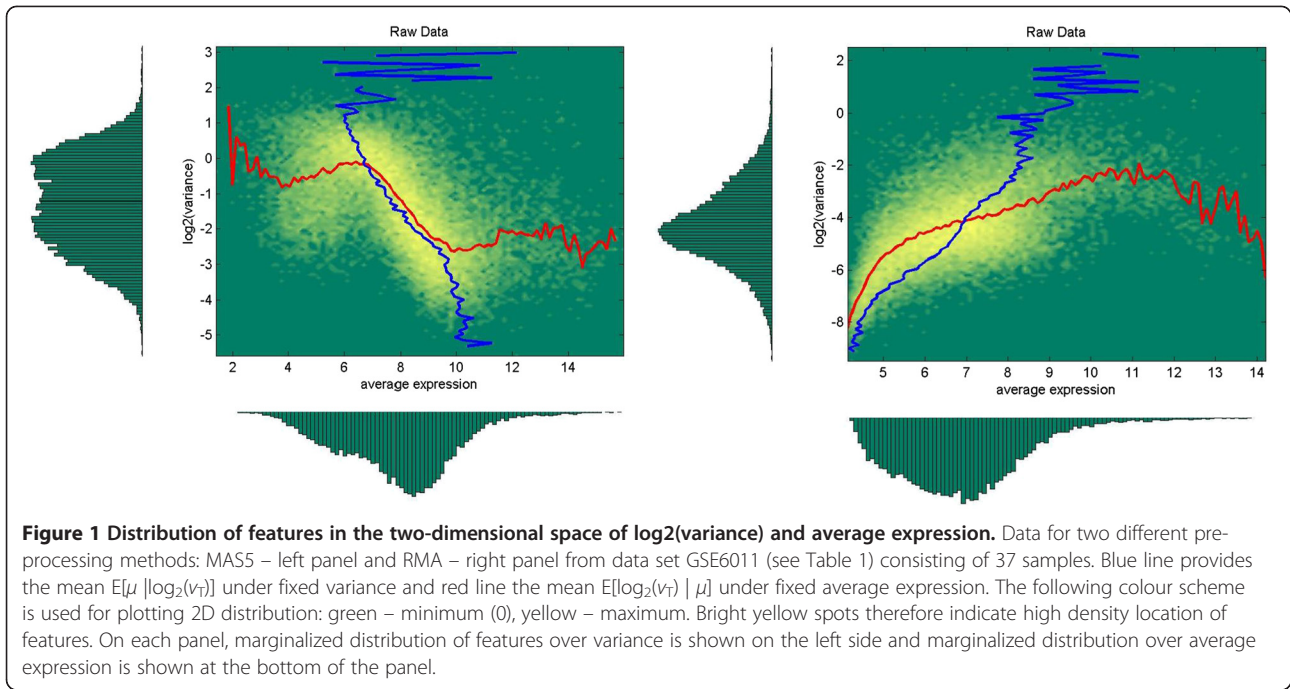 Raw Data
3
2
1
0
-1
-2
-3
-4
-5
log2(variance)
2 4 6 8 10 12 14
average expression
Raw Data
2
0
-2
-4
-6
-8
log2(variance)
5 6 7 8 9 10 11 12 13 14
average expression
Figure 1 Distribution of features in the two-dimensional space of log2(variance) and average expression. Data for two different pre-
processing methods: MAS5 – left panel and RMA – right panel from data set GSE6011 (see Table 1) consisting of 37 samples. Blue line provides
the mean E[μ |log₂(vT)] under fixed variance and red line the mean E[log₂(vT) | μ] under fixed average expression. The following colour scheme
is used for plotting 2D distribution: green – minimum (0), yellow – maximum. Bright yellow spots therefore indicate high density location of
features. On each panel, marginalized distribution of features over variance is shown on the left side and marginalized distribution over average
expression is shown at the bottom of the panel.